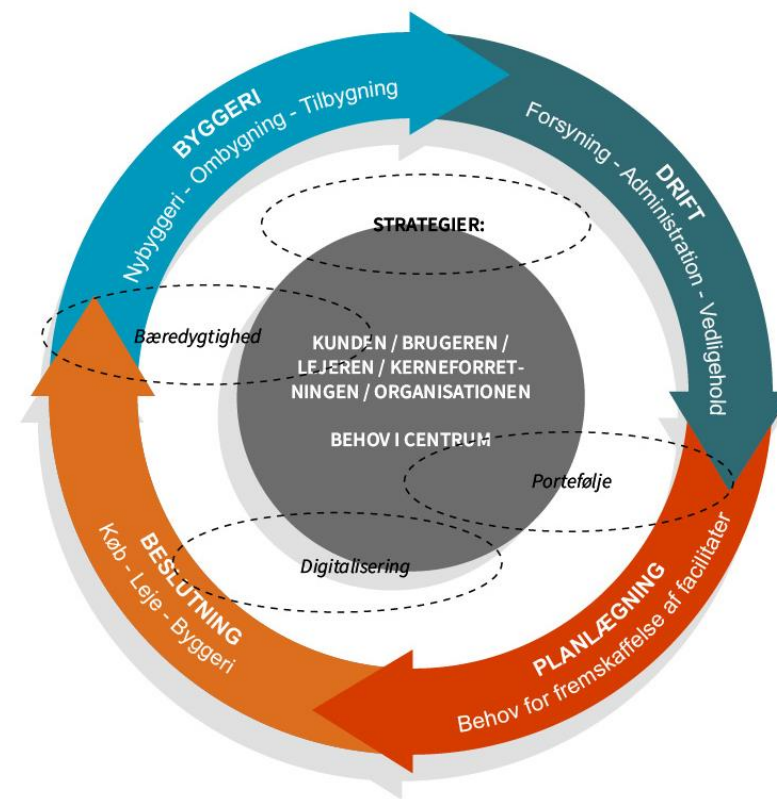 BYGGERI
Nybyggeri - Ombygning - Tilbygning
DRIFT
Forsyning - Administration - Vedligehold
STRATEGIER:
Bæredygtighed
KUNDEN / BRUGEREN /
LEJEREN / KERNEFORRET-
NINGEN / ORGANISATIONEN
BEHOV I CENTRUM
Portefølje
Digitalisering
PLANLÆGNING
Behov for fremskaffelse af facilitater
BESLUTNING
Køb - Leje - Byggeri